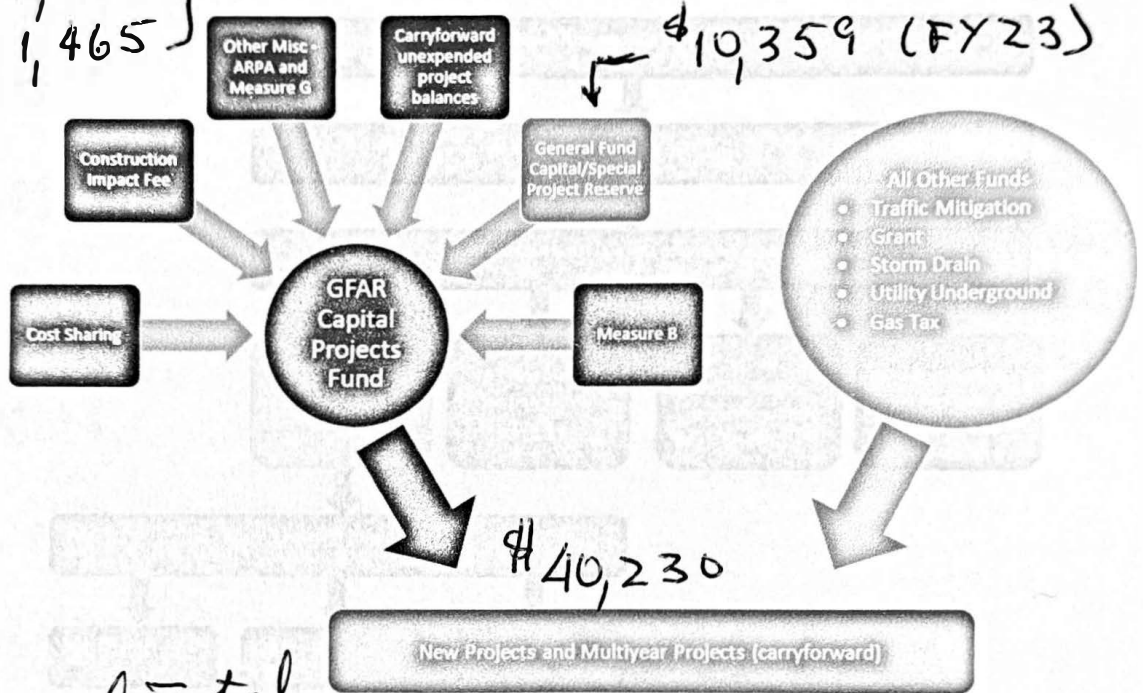 1,465
$10,359 (FY23)
Other Misc -
ARPA and
Measure G
Carryforward
unexpended
project
balances
Construction
Impact Fee
General Fund
Capital/Special
Project Reserve
Cost Sharing
GFAR
Capital
Projects
Fund
Measure B
All Other Funds
• Traffic Mitigation
• Grant
• Storm Drain
• Utility Underground
• Gas Tax
$40,230
New Projects and Multiyear Projects (carryforward)